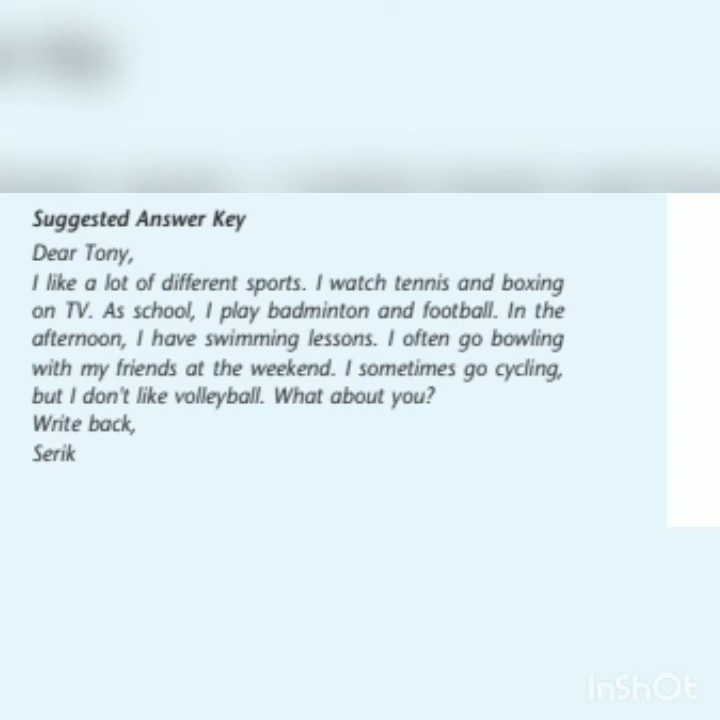 Suggested Answer Key
Dear Tony,
I like a lot of different sports. I watch tennis and boxing
on TV. As school, I play badminton and football. In the
afternoon, I have swimming lessons. I often go bowling
with my friends at the weekend. I sometimes go cycling,
but I don't like volleyball. What about you?
Write back,
Serik
InShOt